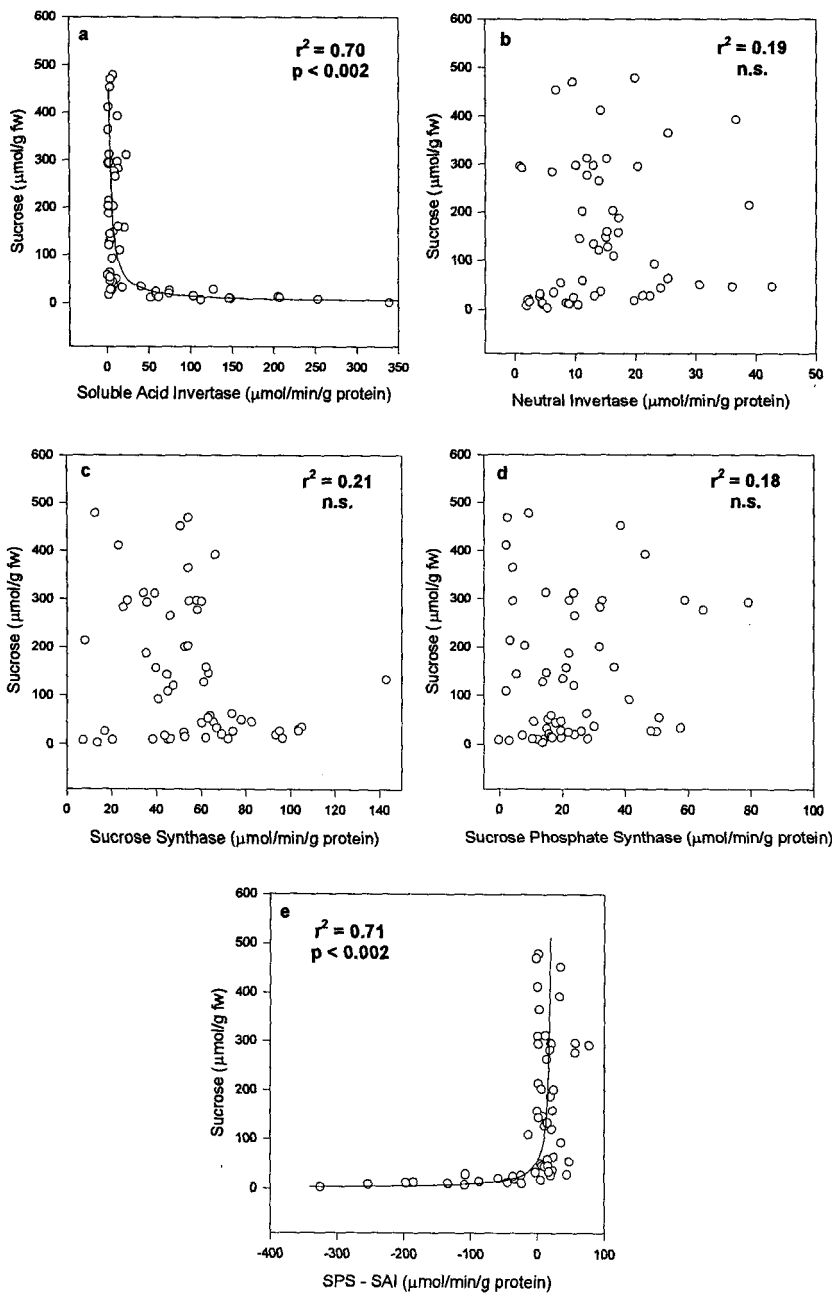 a
r² = 0.70
p < 0.002
600
500
400
300
200
100
0
Sucrose (μmol/g fw)
0 50 100 150 200 250 300 350
Soluble Acid Invertase (μmol/min/g protein)
b
r² = 0.19
n.s.
600
500
400
300
200
100
0
Sucrose (μmol/g fw)
0 10 20 30 40 50
Neutral Invertase (μmol/min/g protein)
c
r² = 0.21
n.s.
600
500
400
300
200
100
0
Sucrose (μmol/g fw)
0 20 40 60 80 100 120 140
Sucrose Synthase (μmol/min/g protein)
d
r² = 0.18
n.s.
600
500
400
300
200
100
0
Sucrose (μmol/g fw)
0 20 40 60 80 100
Sucrose Phosphate Synthase (μmol/min/g protein)
e
r² = 0.71
p < 0.002
600
500
400
300
200
100
0
Sucrose (μmol/g fw)
-400 -300 -200 -100 0 100
SPS - SAI (μmol/min/g protein)